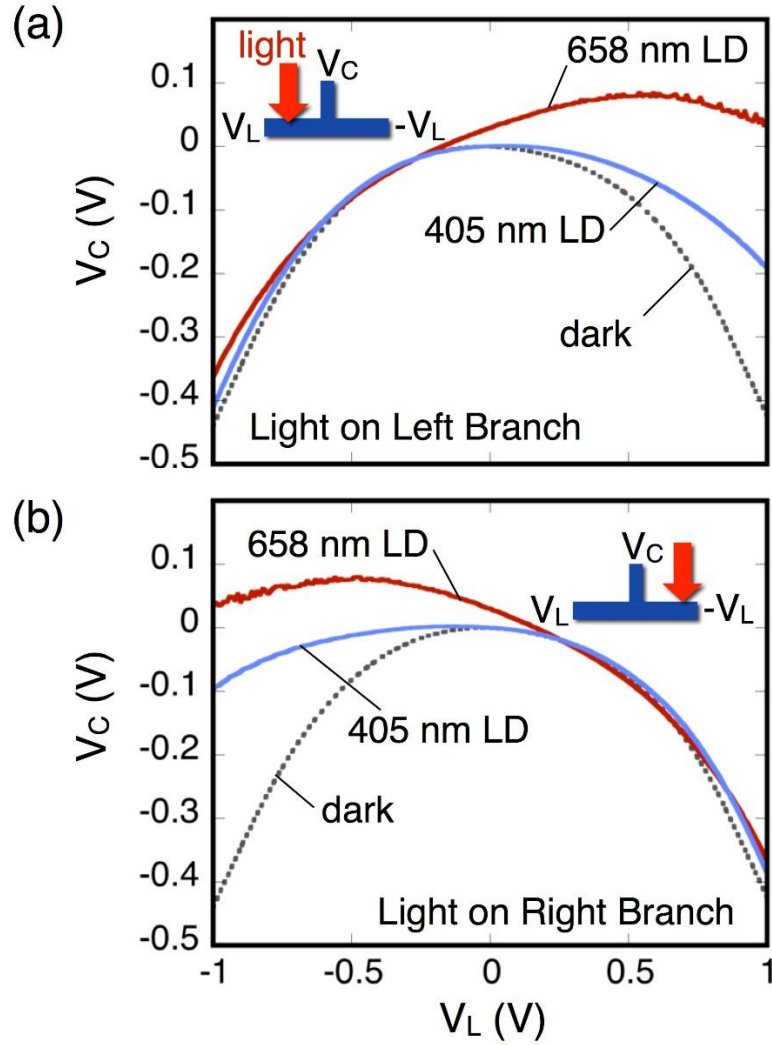 (a)
light
V_C
V_L
-V_L
658 nm LD
405 nm LD
dark
Light on Left Branch
V_C (V)
0.1
0
-0.1
-0.2
-0.3
-0.4
-0.5
(b)
658 nm LD
V_C
V_L
-V_L
405 nm LD
dark
Light on Right Branch
V_C (V)
0.1
0
-0.1
-0.2
-0.3
-0.4
-0.5
-1
-0.5
0
0.5
1
V_L (V)